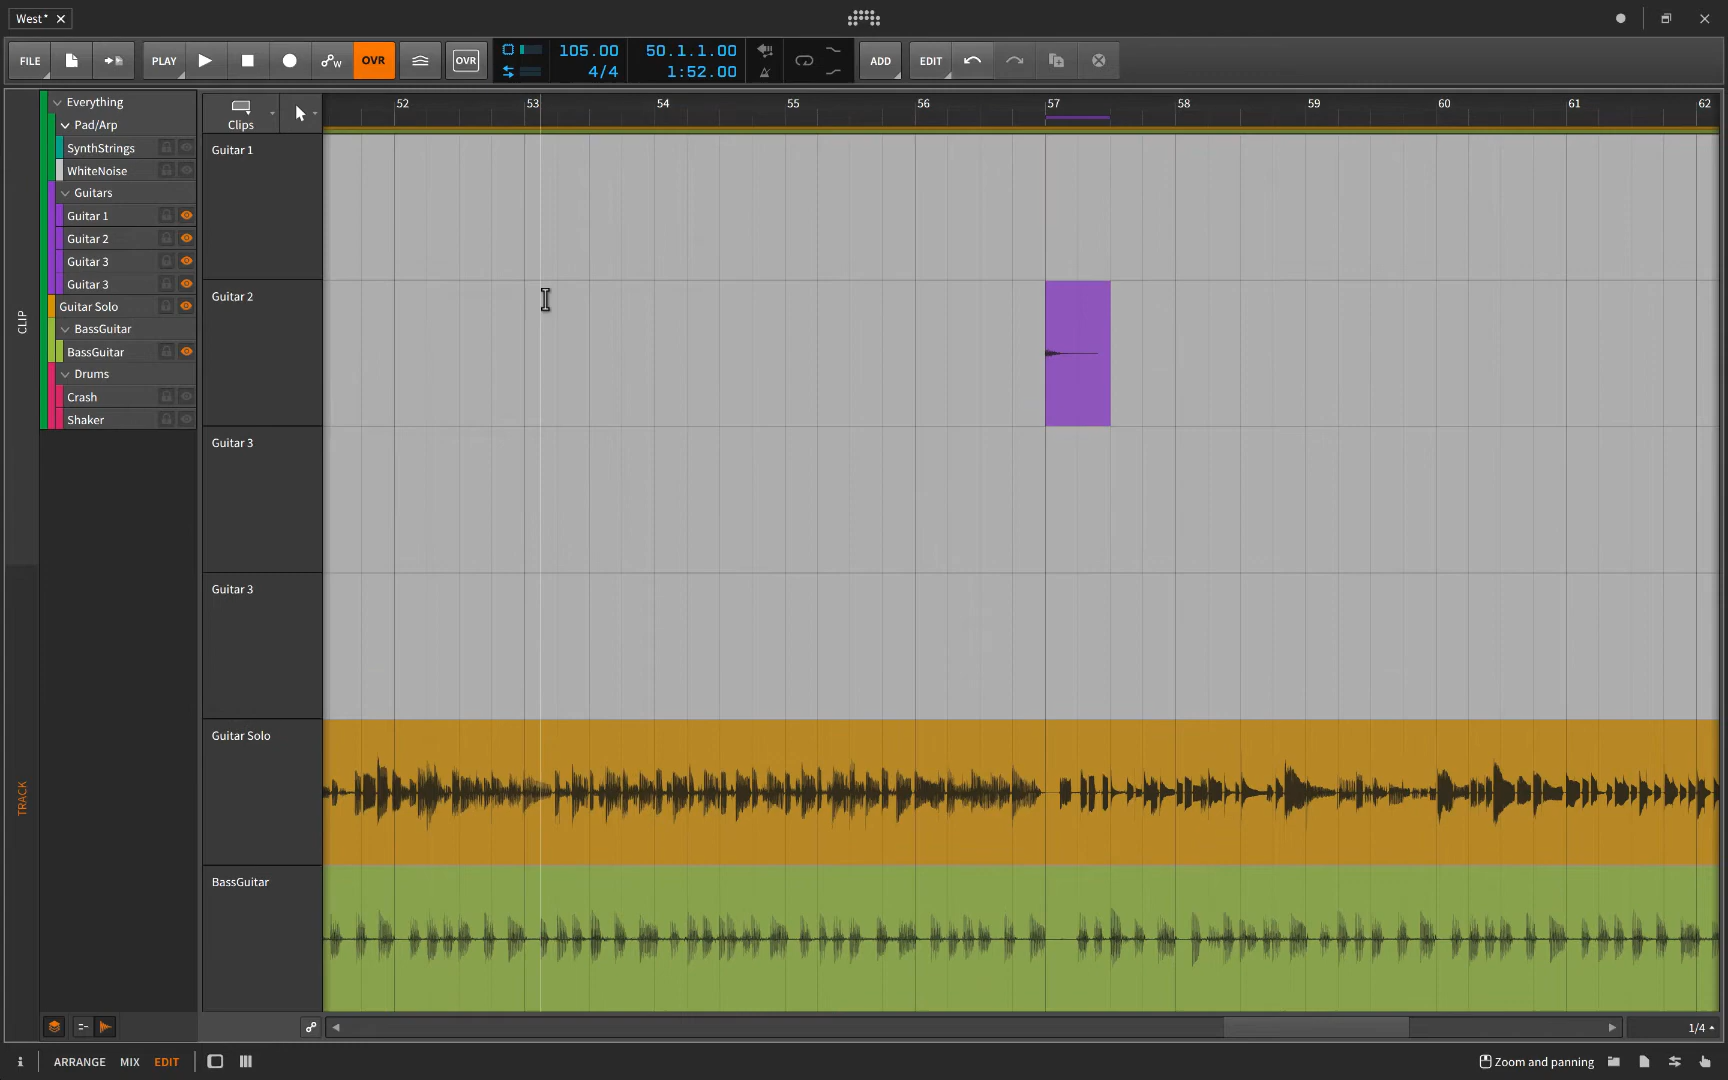 West*
FILE
PLAY
OVR
OVR
105.00
4/4
50.1.1.00
1:52.00
ADD
EDIT
CLIP
TRACK
Everything
Pad/Arp
SynthStrings
WhiteNoise
Guitars
Guitar 1
Guitar 2
Guitar 3
Guitar 3
Guitar Solo
BassGuitar
BassGuitar
Drums
Crash
Shaker
Clips
52 53 54 55 56 57 58 59 60 61 62
Guitar 1
Guitar 2
Guitar 3
Guitar 3
Guitar Solo
BassGuitar
1/4
i ARRANGE MIX EDIT
Zoom and panning